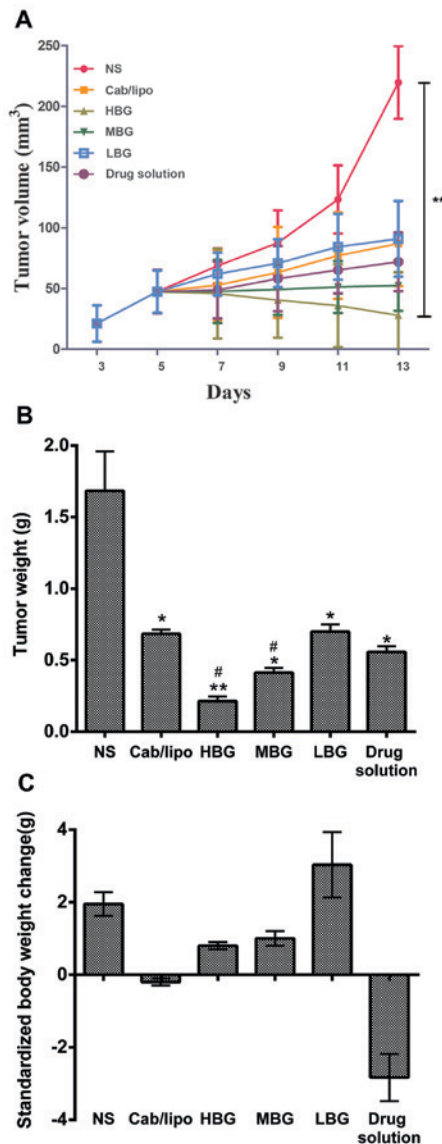 A
Tumor volume (mm3)
250
200
150
100
50
0
NS
Cab/lipo
HBG
MBG
LBG
Drug solution
**
3 5 7 9 11 13
Days
B
Tumor weight (g)
2.0
1.5
1.0
0.5
0.0
*
#
**
#
*
*
*
NS Cab/lipo HBG MBG LBG Drug
solution
C
Standardized body weight change(g)
4
2
0
-2
-4
NS Cab/lipo HBG MBG LBG Drug
solution